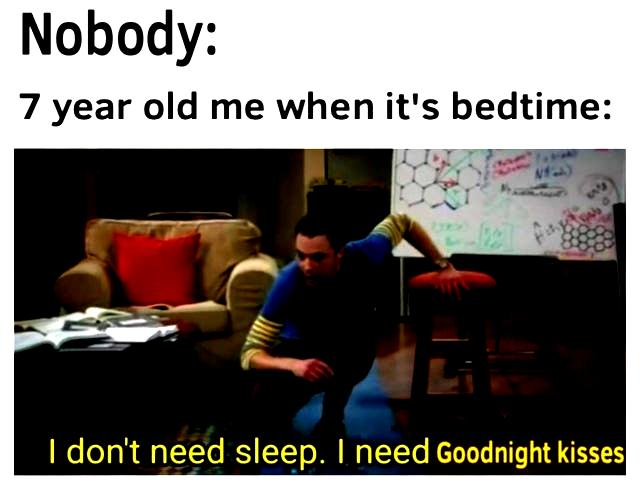 Nobody:
7 year old me when it's bedtime:
I don't need sleep. I need Goodnight kisses